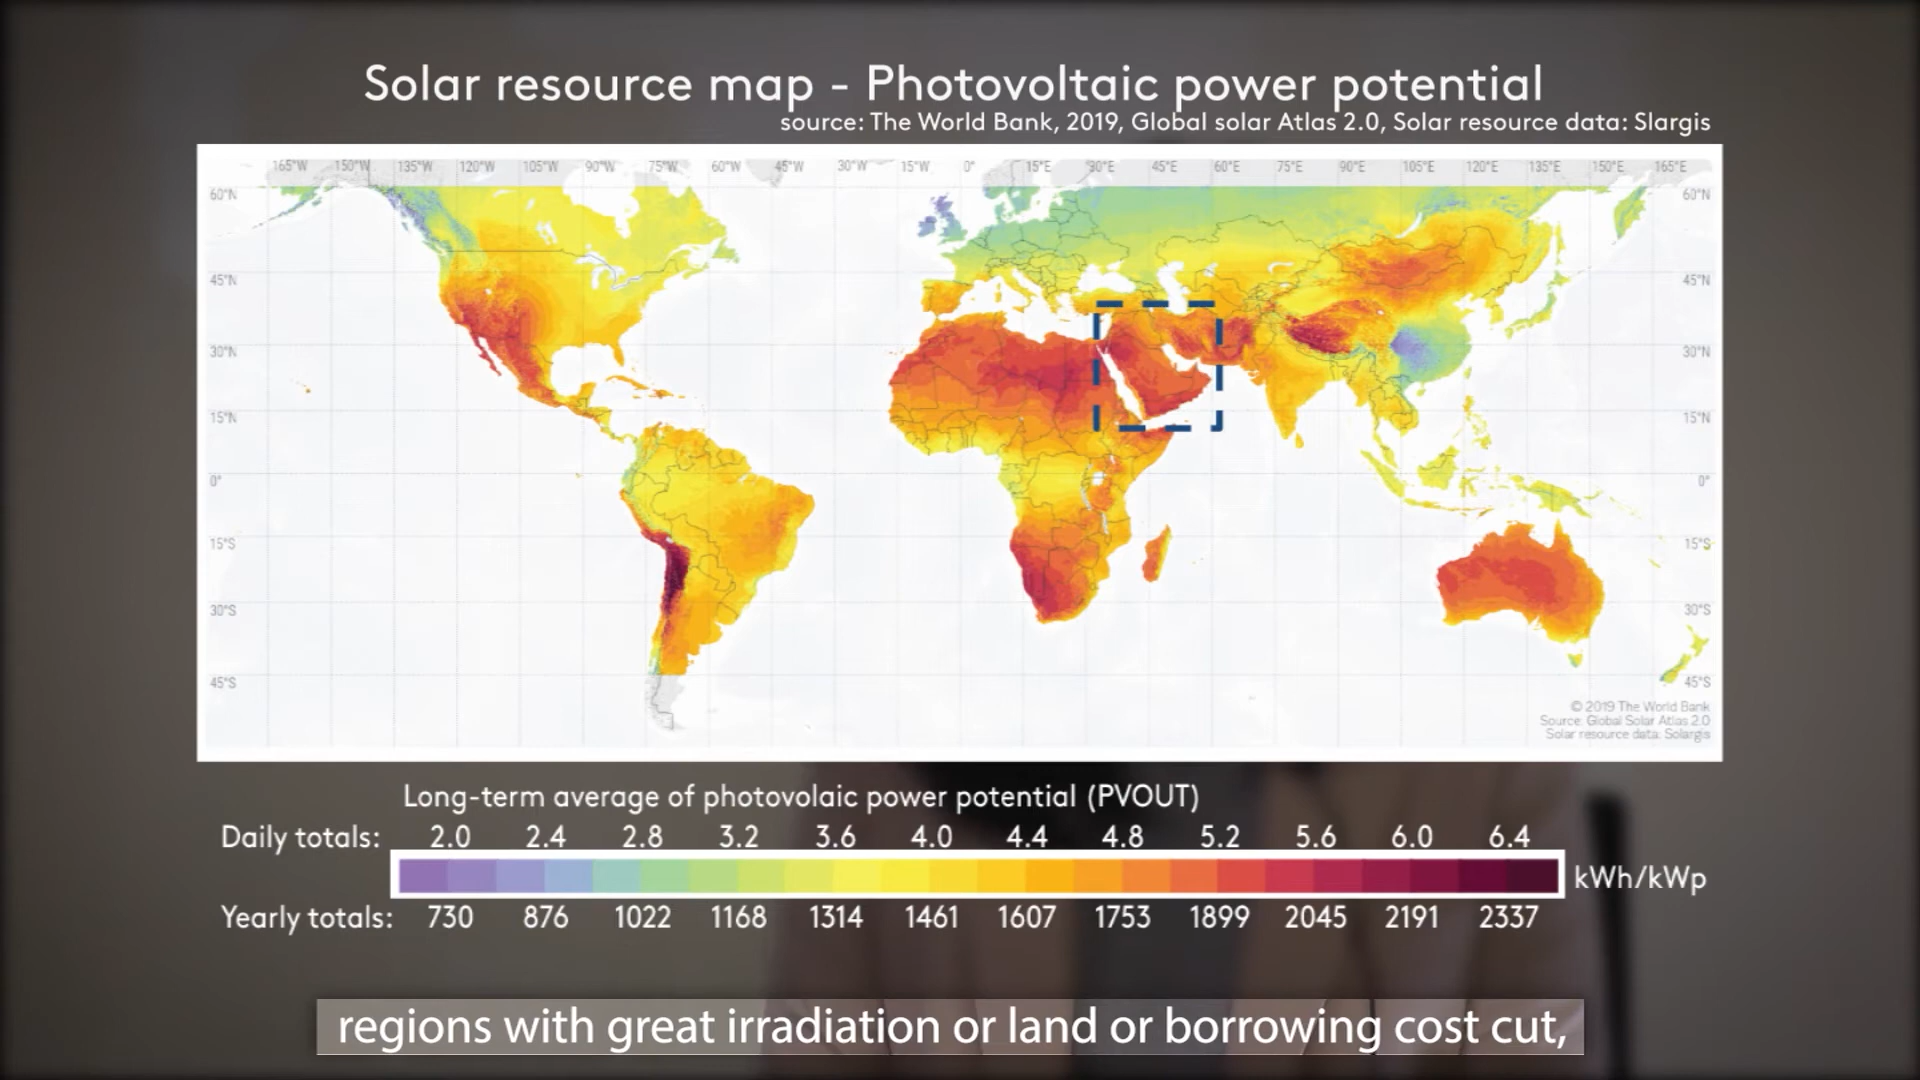 Solar resource map - Photovoltaic power potential
source: The World Bank, 2019, Global solar Atlas 2.0, Solar resource data: Slargis
165°W 150°W 135°W 120°W 105°W 90°W 75°W 60°W 45°W 30°W 15°W 0° 15°E 30°E 45°E 60°E 75°E 90°E 105°E 120°E 135°E 150°E 165°E
60°N 60°N
45°N 45°N
30°N 30°N
15°N 15°N
0° 0°
15°S 15°S
30°S 30°S
45°S 45°S
© 2019 The World Bank
Source: Global Solar Atlas 2.0
Solar resource data: Solargis
Long-term average of photovolaic power potential (PVOUT)
Daily totals: 2.0 2.4 2.8 3.2 3.6 4.0 4.4 4.8 5.2 5.6 6.0 6.4
kWh/kWp
Yearly totals: 730 876 1022 1168 1314 1461 1607 1753 1899 2045 2191 2337
regions with great irradiation or land or borrowing cost cut,